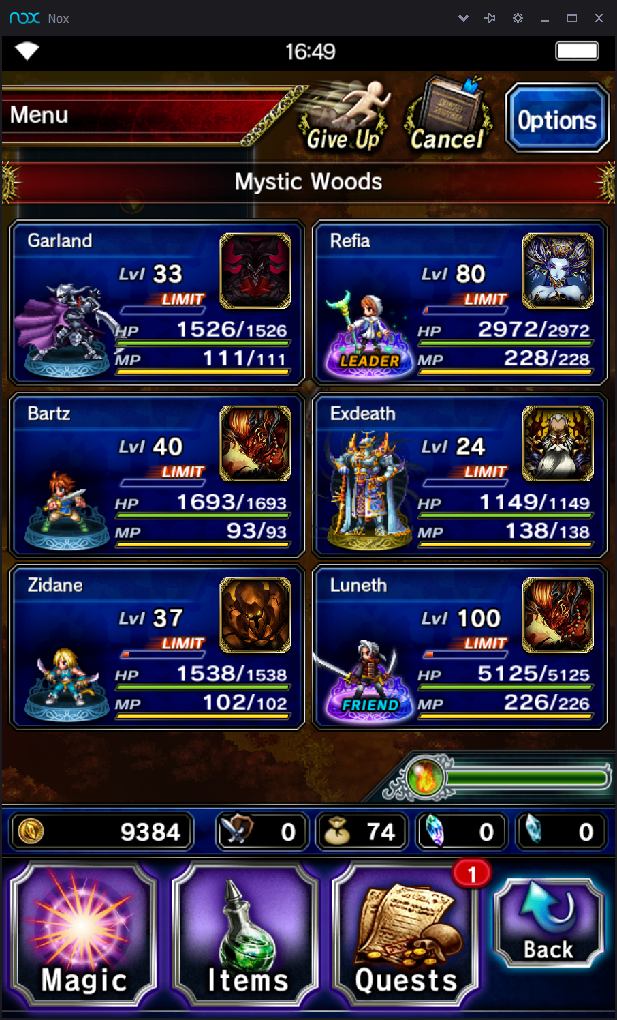 nox Nox
16:49
Menu
Give Up
Cancel
Options
Mystic Woods
Garland
Lvl 33
LIMIT
HP 1526/1526
MP 111/111
Refia
Lvl 80
LIMIT
LEADER
HP 2972/2972
MP 228/228
Bartz
Lvl 40
LIMIT
HP 1693/1693
MP 93/93
Exdeath
Lvl 24
LIMIT
HP 1149/1149
MP 138/138
Zidane
Lvl 37
LIMIT
HP 1538/1538
MP 102/102
Luneth
Lvl 100
LIMIT
FRIEND
HP 5125/5125
MP 226/226
9384
0
74
0
0
Magic
Items
1
Quests
Back